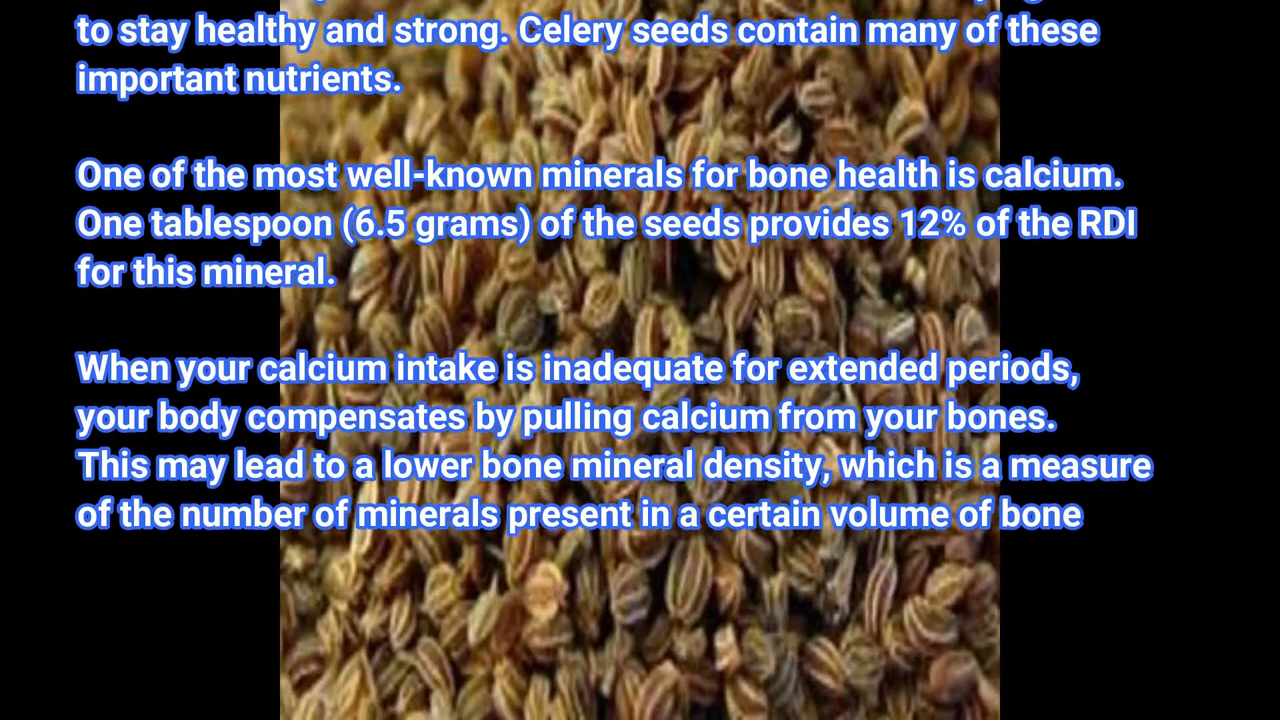 to stay healthy and strong. Celery seeds contain many of these
important nutrients.
One of the most well-known minerals for bone health is calcium.
One tablespoon (6.5 grams) of the seeds provides 12% of the RDI
for this mineral.
When your calcium intake is inadequate for extended periods,
your body compensates by pulling calcium from your bones.
This may lead to a lower bone mineral density, which is a measure
of the number of minerals present in a certain volume of bone